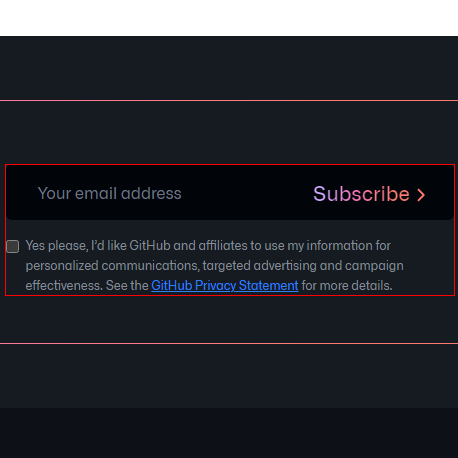 Your email address
Subscribe
Yes please, I'd like GitHub and affiliates to use my information for
personalized communications, targeted advertising and campaign
effectiveness. See the GitHub Privacy Statement for more details.